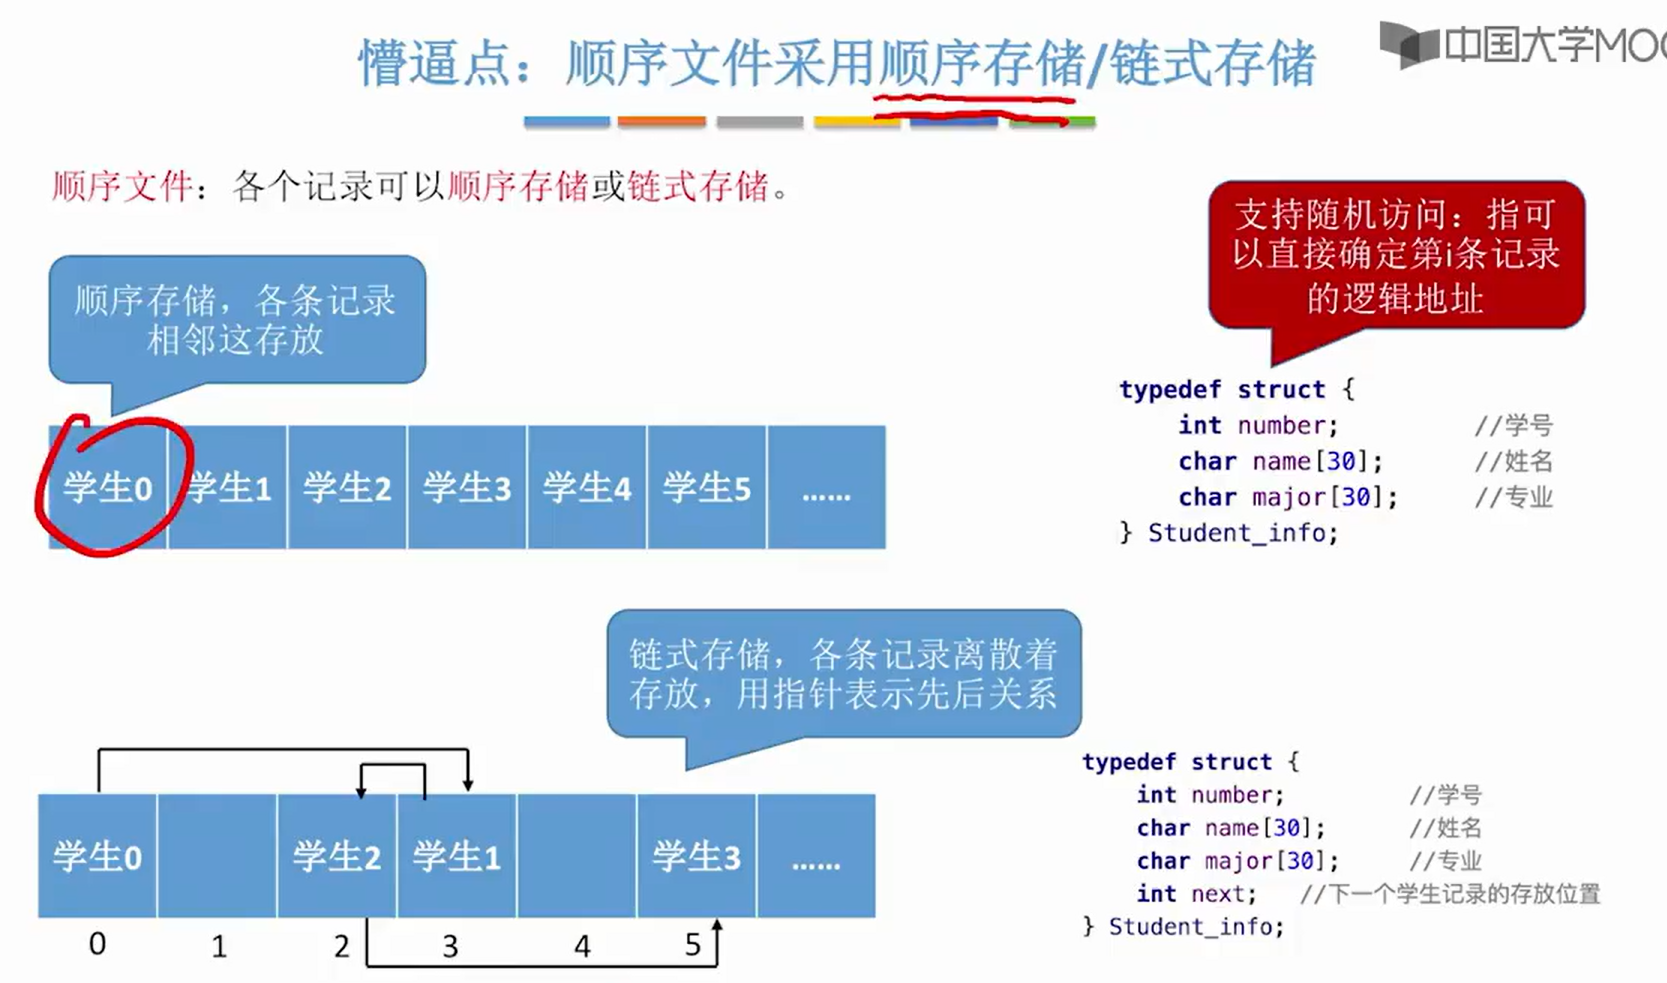 懵逼点：顺序文件采用顺序存储/链式存储
中国大学MOO
顺序文件：各个记录可以顺序存储或链式存储。
支持随机访问：指可
以直接确定第i条记录
的逻辑地址
顺序存储，各条记录
相邻这存放
typedef struct {
int number; //学号
char name[30]; //姓名
char major[30]; //专业
} Student_info;
学生0 学生1 学生2 学生3 学生4 学生5 ……
链式存储，各条记录离散着
存放，用指针表示先后关系
typedef struct {
int number; //学号
char name[30]; //姓名
char major[30]; //专业
int next; //下一个学生记录的存放位置
} Student_info;
学生0 学生2 学生1 学生3 ……
0 1 2 3 4 5